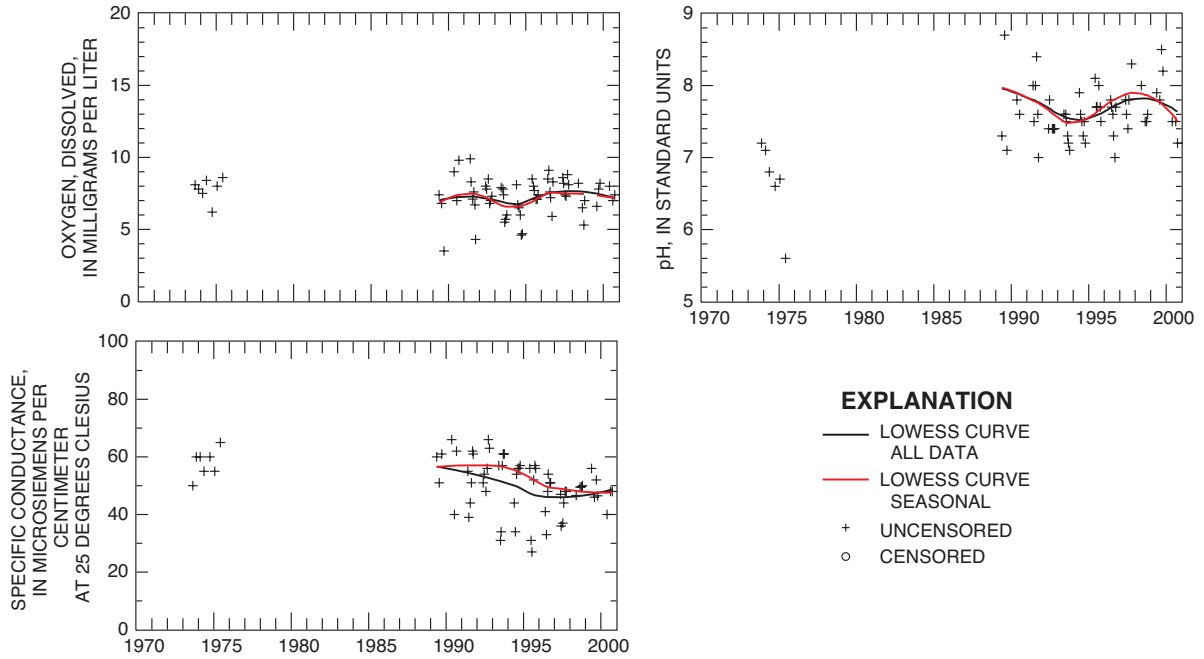 OXYGEN, DISSOLVED,
IN MILLIGRAMS PER LITER
20
15
10
5
0
pH, IN STANDARD UNITS
9
8
7
6
5
1970 1975 1980 1985 1990 1995 2000
SPECIFIC CONDUCTANCE,
IN MICROSIEMENS PER
CENTIMETER
AT 25 DEGREES CLESIUS
100
80
60
40
20
0
1970 1975 1980 1985 1990 1995 2000
EXPLANATION
LOWESS CURVE
ALL DATA
LOWESS CURVE
SEASONAL
UNCENSORED
CENSORED